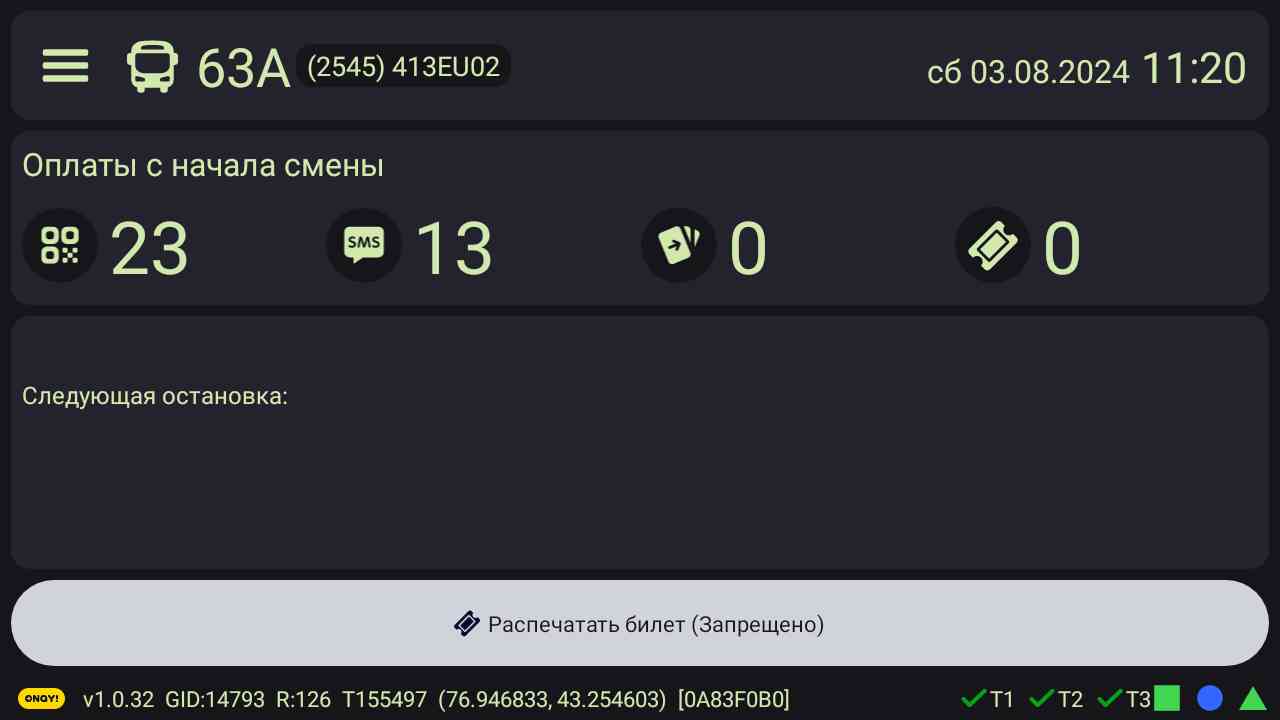 63A (2545) 413EU02 сб 03.08.2024 11:20
Оплаты с начала смены
23 SMS 13 0 0
Следующая остановка:
Распечатать билет (Запрещено)
ONAY! v1.0.32 GID:14793 R:126 T155497 (76.946833, 43.254603) [0A83F0B0] T1 T2 T3